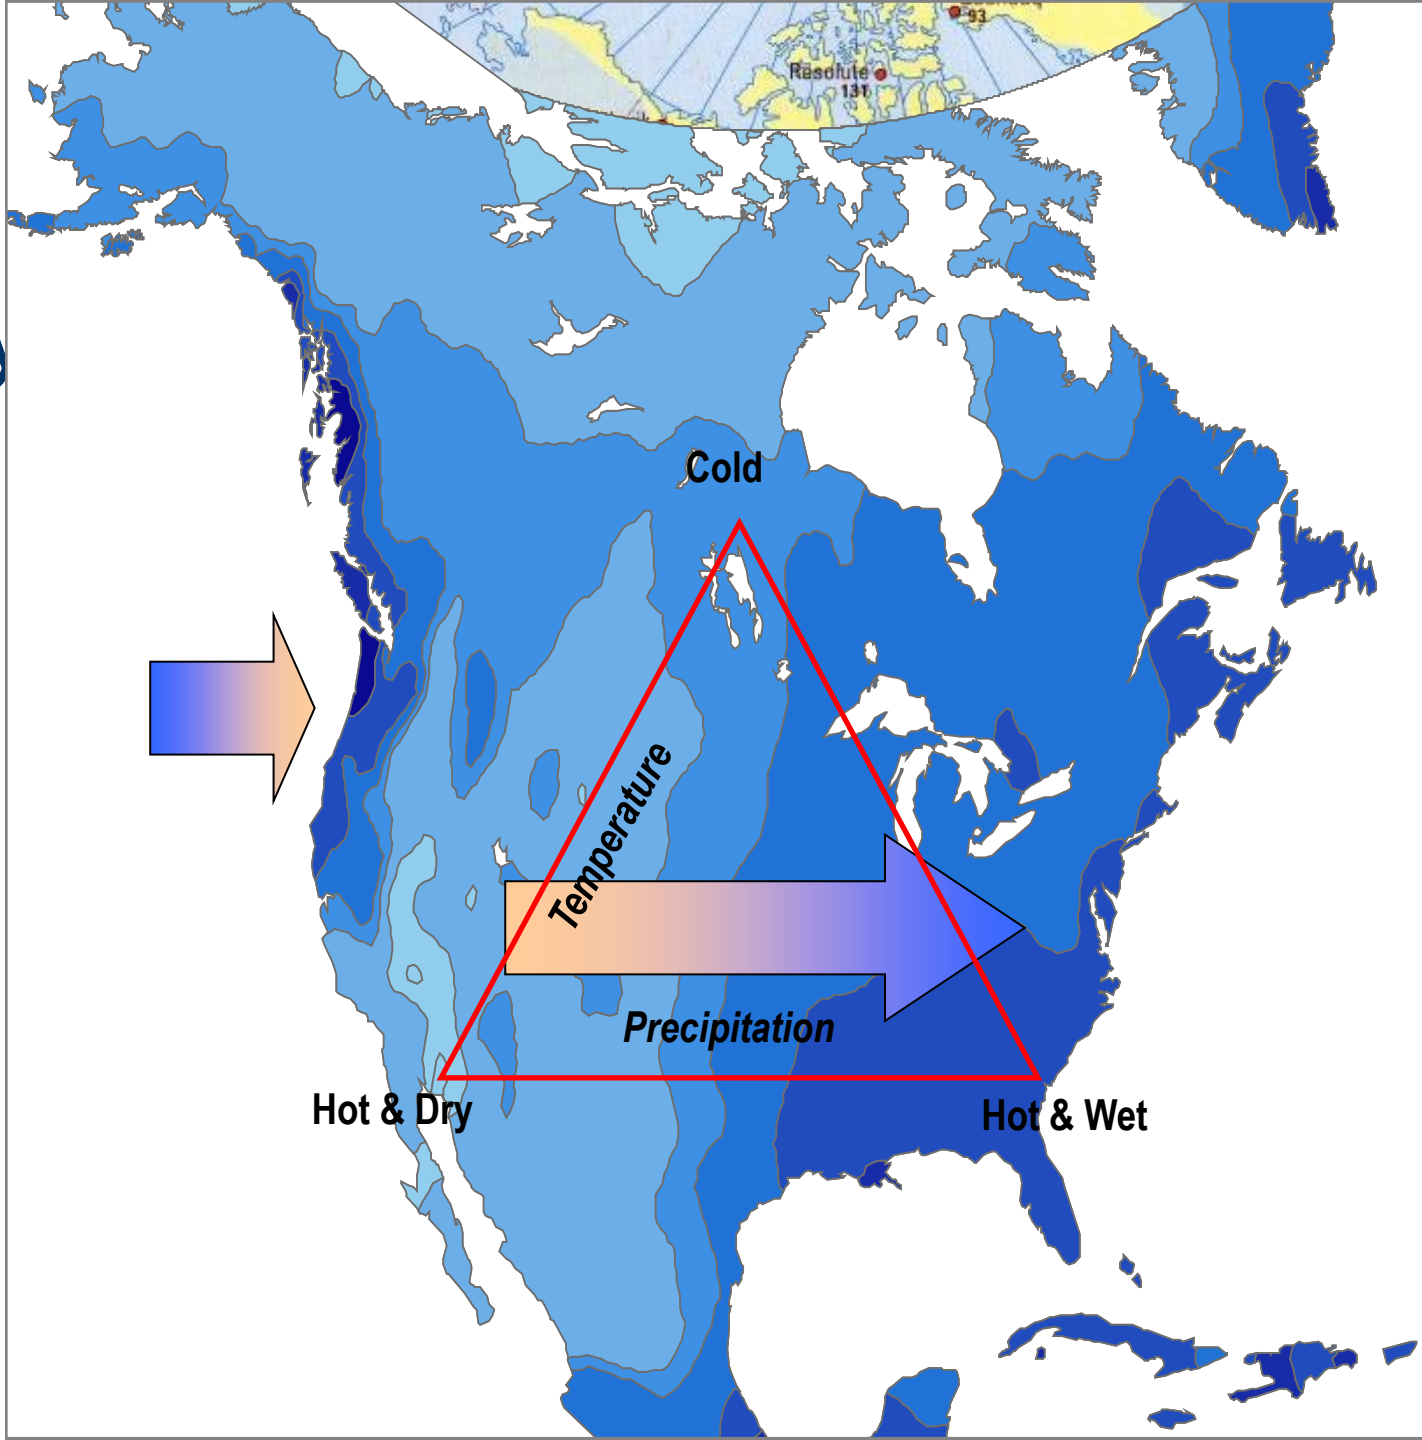 93
Resolute
131
Cold
Temperature
Precipitation
Hot & Dry
Hot & Wet